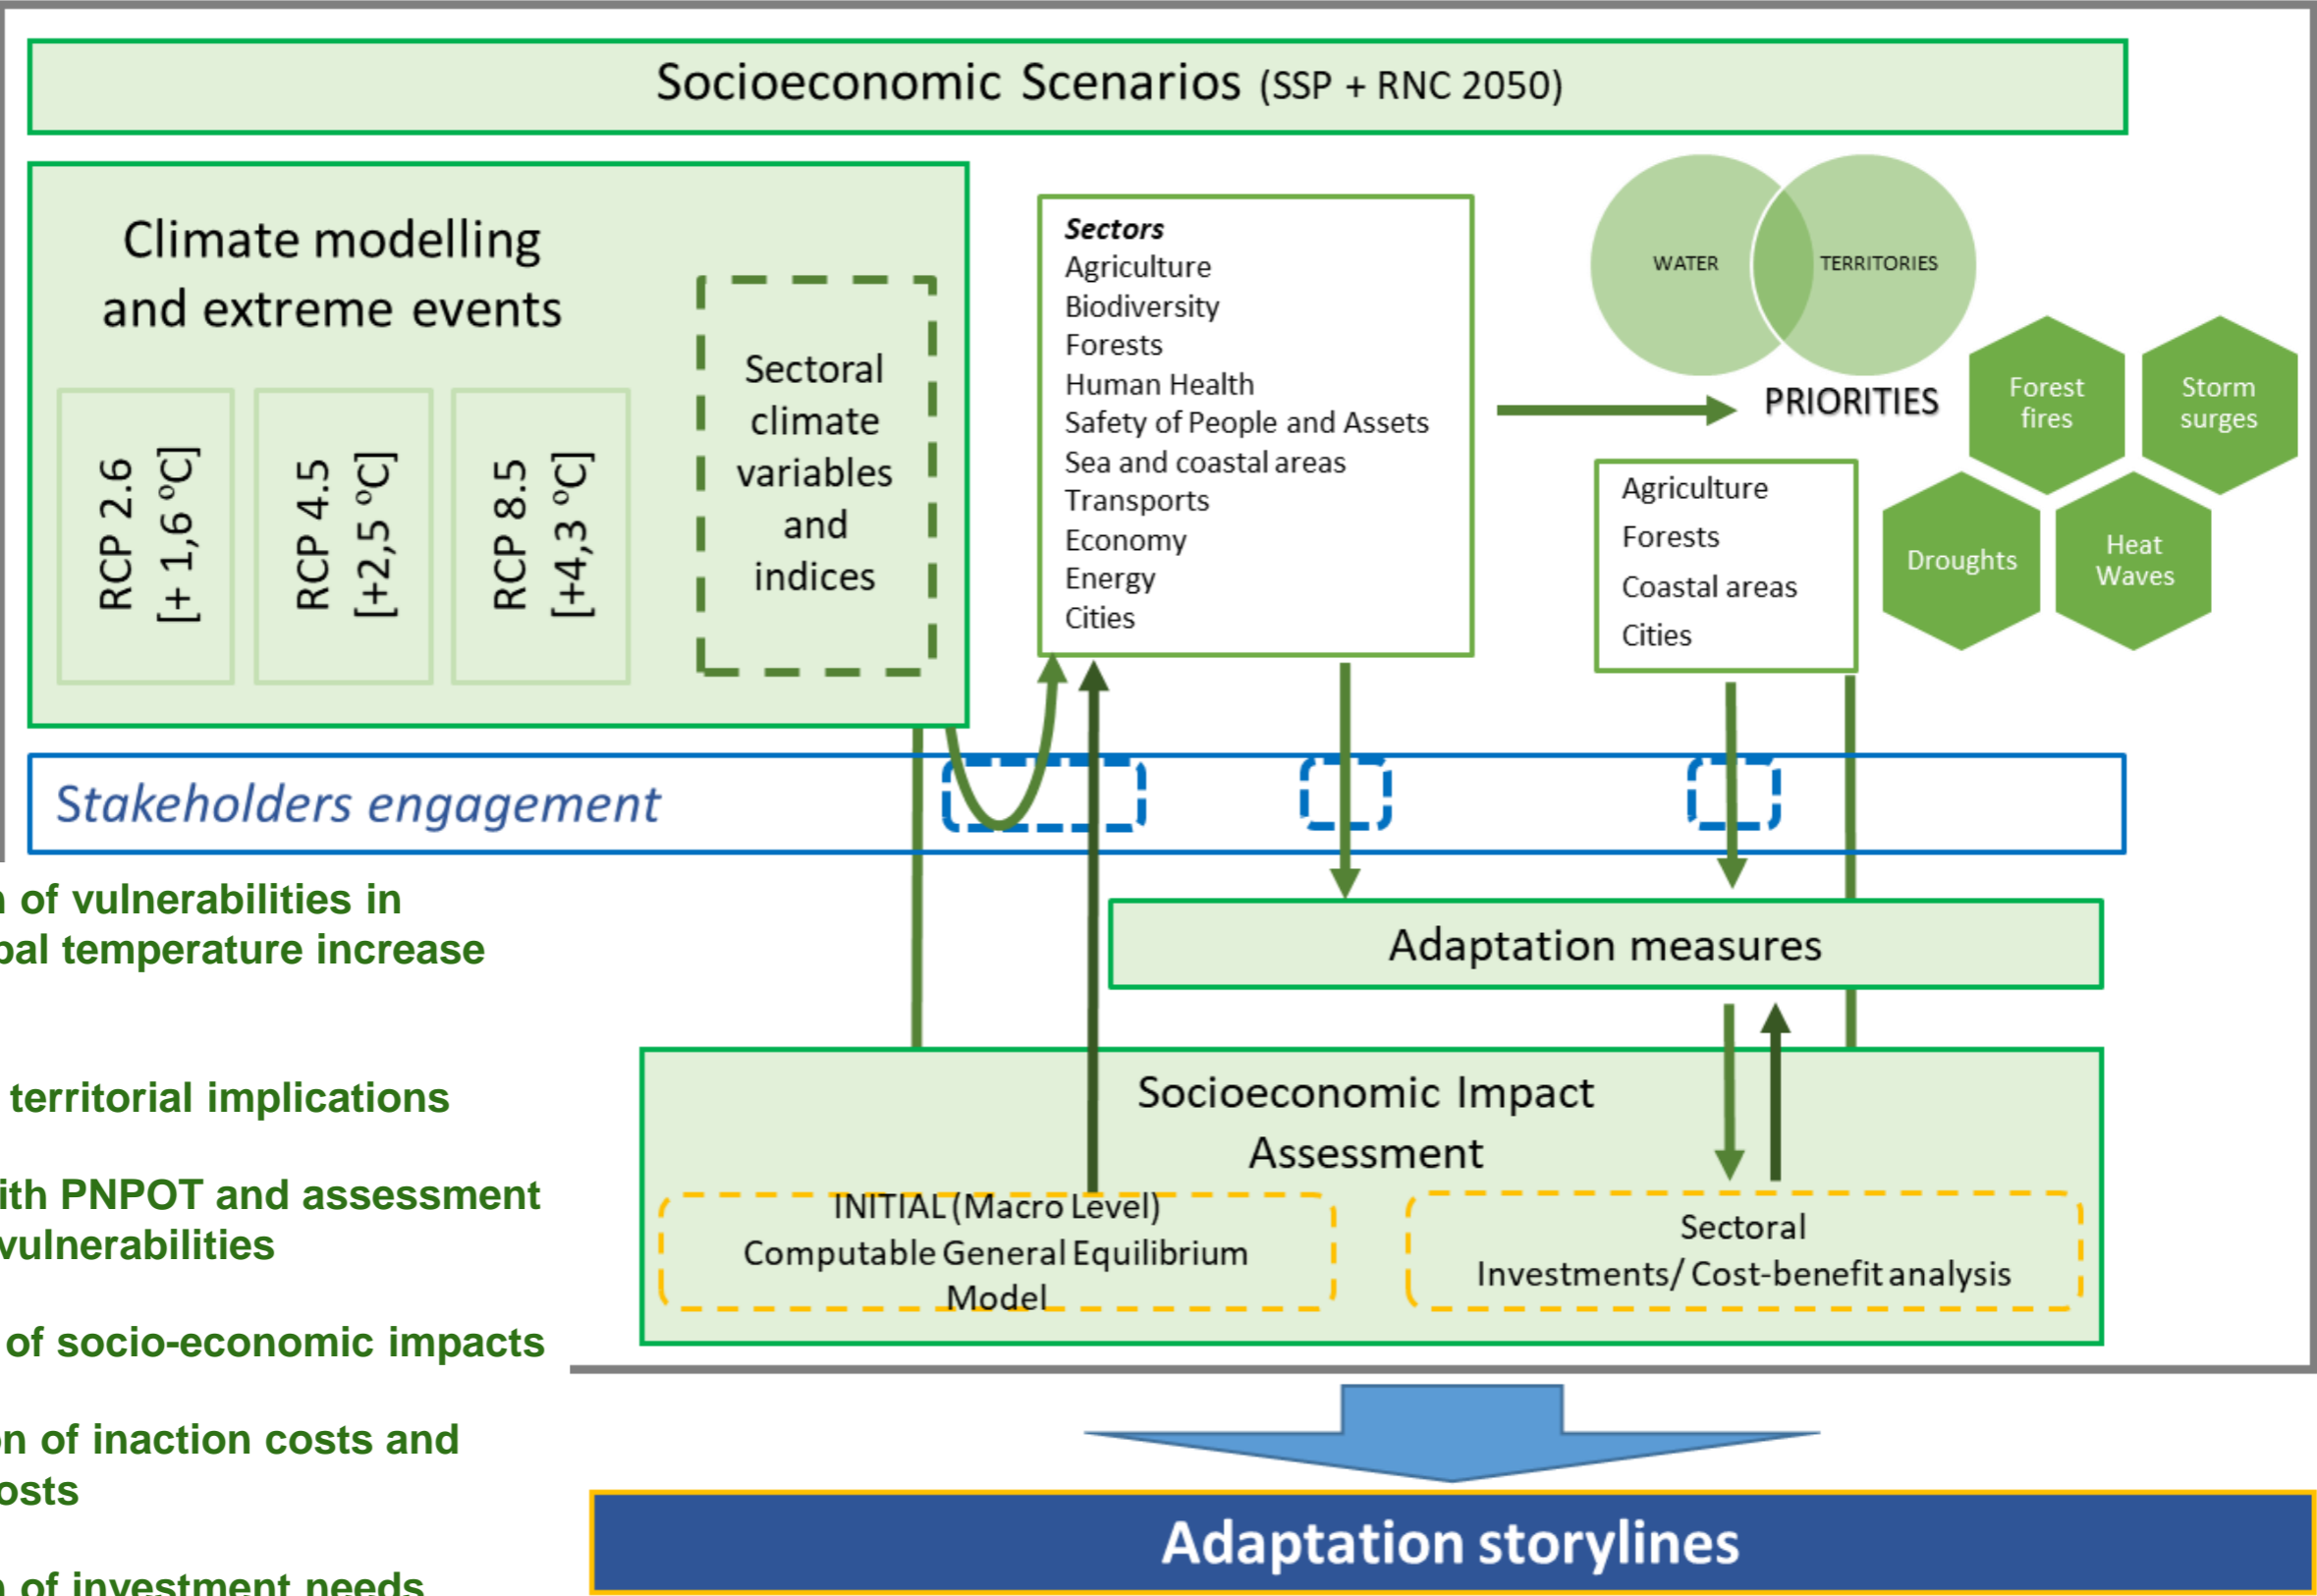 Socioeconomic Scenarios (SSP + RNC 2050)
Climate modelling
and extreme events
RCP 2.6
[+ 1,6 ºC]
RCP 4.5
[+2,5 ºC]
RCP 8.5
[+4,3 ºC]
Sectoral
climate
variables
and
indices
Sectors
Agriculture
Biodiversity
Forests
Human Health
Safety of People and Assets
Sea and coastal areas
Transports
Economy
Energy
Cities
WATER
TERRITORIES
PRIORITIES
Agriculture
Forests
Coastal areas
Cities
Forest
fires
Storm
surges
Droughts
Heat
Waves
Stakeholders engagement
of vulnerabilities in
temperature increase
territorial implications
PNPOT and assessment
vulnerabilities
of socio-economic impacts
of inaction costs and
of investment needs
Adaptation measures
Socioeconomic Impact
Assessment
INITIAL (Macro Level)
Computable General Equilibrium
Model
Sectoral
Investments/ Cost-benefit analysis
Adaptation storylines